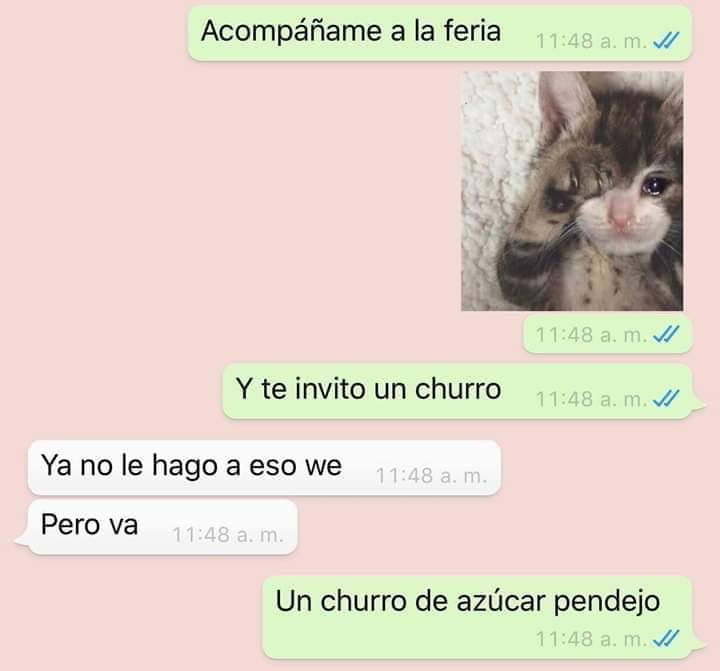 Acompáñame a la feria 11:48 a. m.
11:48 a. m.
Y te invito un churro 11:48 a. m.
Ya no le hago a eso we 11:48 a. m.
Pero va 11:48 a. m.
Un churro de azúcar pendejo
11:48 a. m.